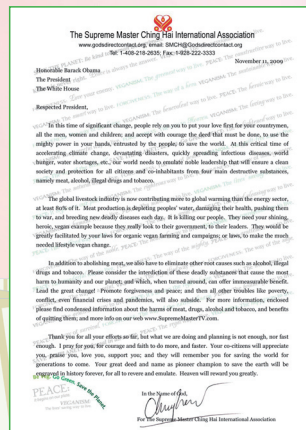 The Supreme Master Ching Hai International Association
www.godsdirectcontact.org, email: SMCH@Godsdirectcontact.org
Tel: 1-408-218-2835; Fax: 1-928-222-3333
November 11, 2009
Honorable Barack Obama
The President
The White House
Respected President,
In this time of significant change, people rely on you to put your love first for your countrymen,
all the men, women and children; and accept with courage the deed that must be done, to use the
mighty power in your hands, entrusted by the people; to save the world. At this critical time of
accelerating climate change, devastating disasters, quickly spreading infectious diseases, world
hunger, water shortages, etc., our world needs to emulate noble leadership that will ensure a clean
society and protection for all citizens and co-inhabitants from four main destructive substances,
namely meat, alcohol, illegal drugs and tobacco.
The global livestock industry is now contributing more to global warming than the energy sector,
at least 80% of it. Meat production is depleting peoples' water, damaging their health, pushing them
to war, and breeding new deadly diseases each day. It is killing our people. They need your shining,
heroic, vegan example because they really look to their government, to their leaders. They would be
greatly facilitated by your laws for organic vegan farming and campaigns; or laws, to make the much
needed lifestyle vegan change.
In addition to abolishing meat, we also have to eliminate other root causes such as alcohol, illegal
drugs and tobacco. Please consider the interdiction of these deadly substances that cause the most
harm to humanity and our planet; and which, when turned around, can offer immeasurable benefit.
Lead the great change! Promote forgiveness and peace; and then all other troubles like poverty,
conflict, even financial crises and pandemics, will also subside. For more information, enclosed
please find condensed information about the harms of meat, drugs, alcohol and tobacco, and benefits
of quitting them; and more info on our web www.SupremeMasterTV.com.
Thank you for all your efforts so far, but what we are doing and planning is not enough, nor fast
enough. I pray for you, for courage and faith to do more, and faster. Your co-citizens will appreciate
you, praise you, love you, support you; and they will remember you for saving the world for
generations to come. Your great deed and name as pioneer champion to save the earth will be
engraved in history forever, for all to revere and emulate. Heaven will reward you greatly.
Be Veg, Go Green, Save the Planet.
PEACE:
VEGANISM:
In the Name of God,
For The Supreme Master Ching Hai International Association